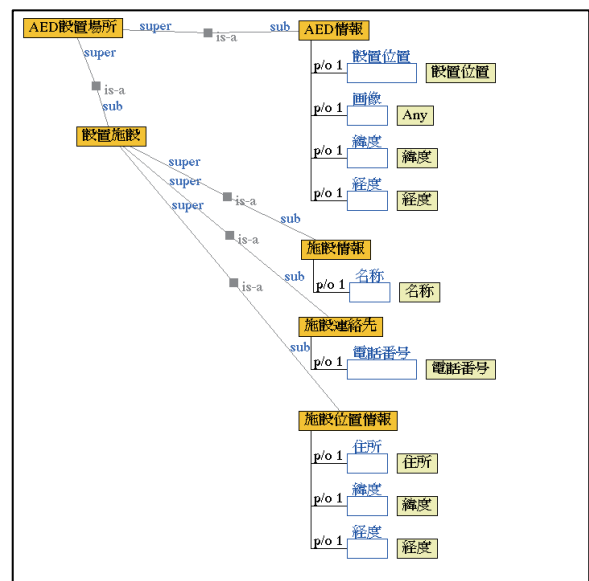 AED設置場所
super
is-a
sub
AED情報
super
is-a
sub
設置施設
p/o 1
設置位置
設置位置
p/o 1
画像
Any
p/o 1
緯度
緯度
p/o 1
経度
経度
super
super
super
is-a
is-a
is-a
sub
施設情報
p/o 1
名称
名称
sub
施設連絡先
sub
p/o 1
電話番号
電話番号
施設位置情報
p/o 1
住所
住所
p/o 1
緯度
緯度
p/o 1
経度
経度